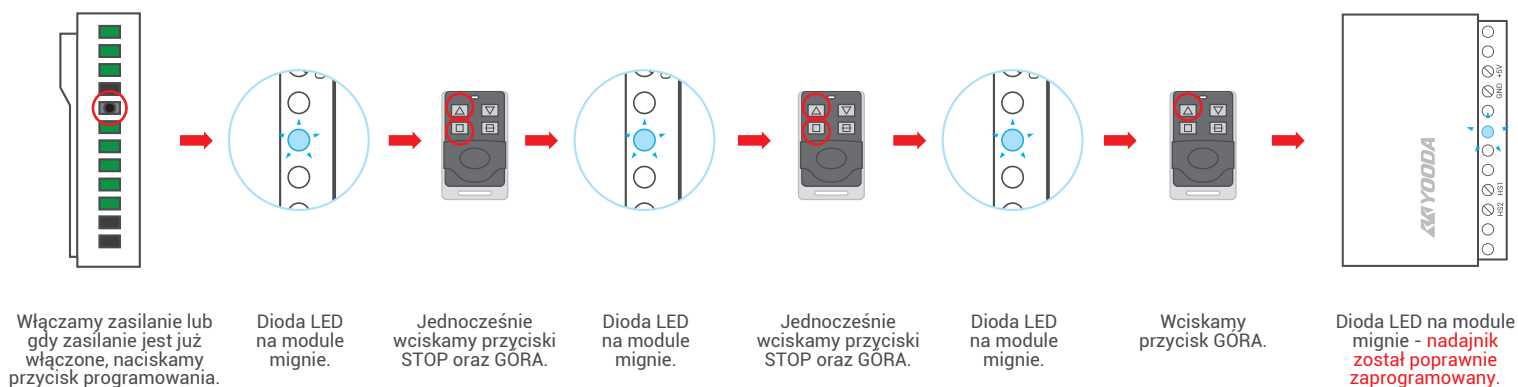 +5V
GND
HS1
HS2
YOODA
Włączamy zasilanie lub
gdy zasilanie jest już
włączone, naciskamy
przycisk programowania.
Dioda LED
na module
mignie.
Jednocześnie
wciskamy przyciski
STOP oraz GÓRA.
Dioda LED
na module
mignie.
Jednocześnie
wciskamy przyciski
STOP oraz GÓRA.
Dioda LED
na module
mignie.
Wciskamy
przycisk GÓRA.
Dioda LED na module
mignie - nadajnik
został poprawnie
zaprogramowany.